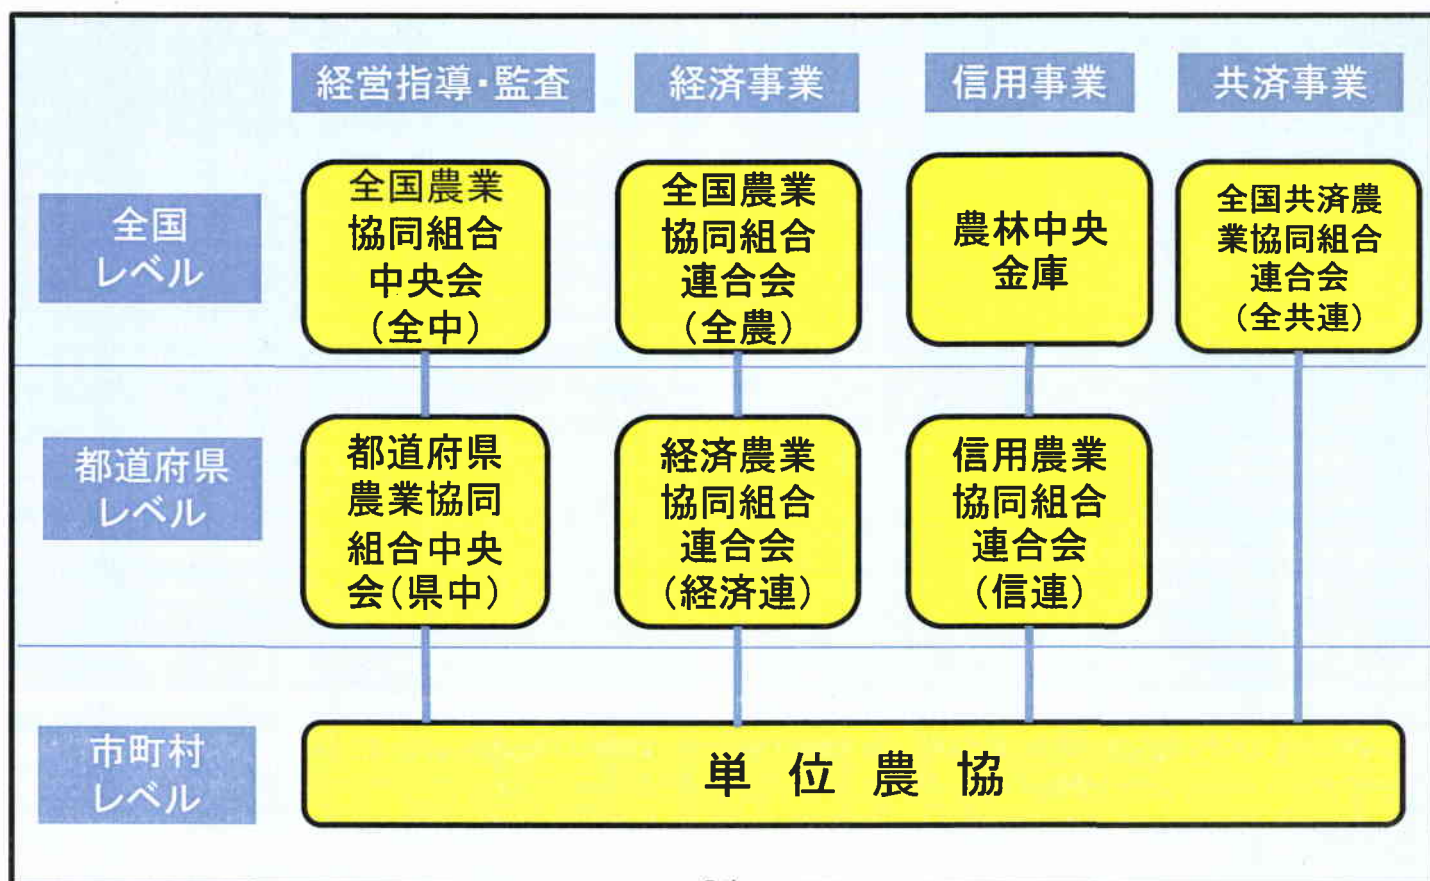 経営指導・監査
経済事業
信用事業
共済事業
全国
レベル
全国農業
協同組合
中央会
(全中)
全国農業
協同組合
連合会
(全農)
農林中央
金庫
全国共済農
業協同組合
連合会
(全共連)
都道府県
レベル
都道府県
農業協同
組合中央
会(県中)
経済農業
協同組合
連合会
(経済連)
信用農業
協同組合
連合会
(信連)
市町村
レベル
単位農協